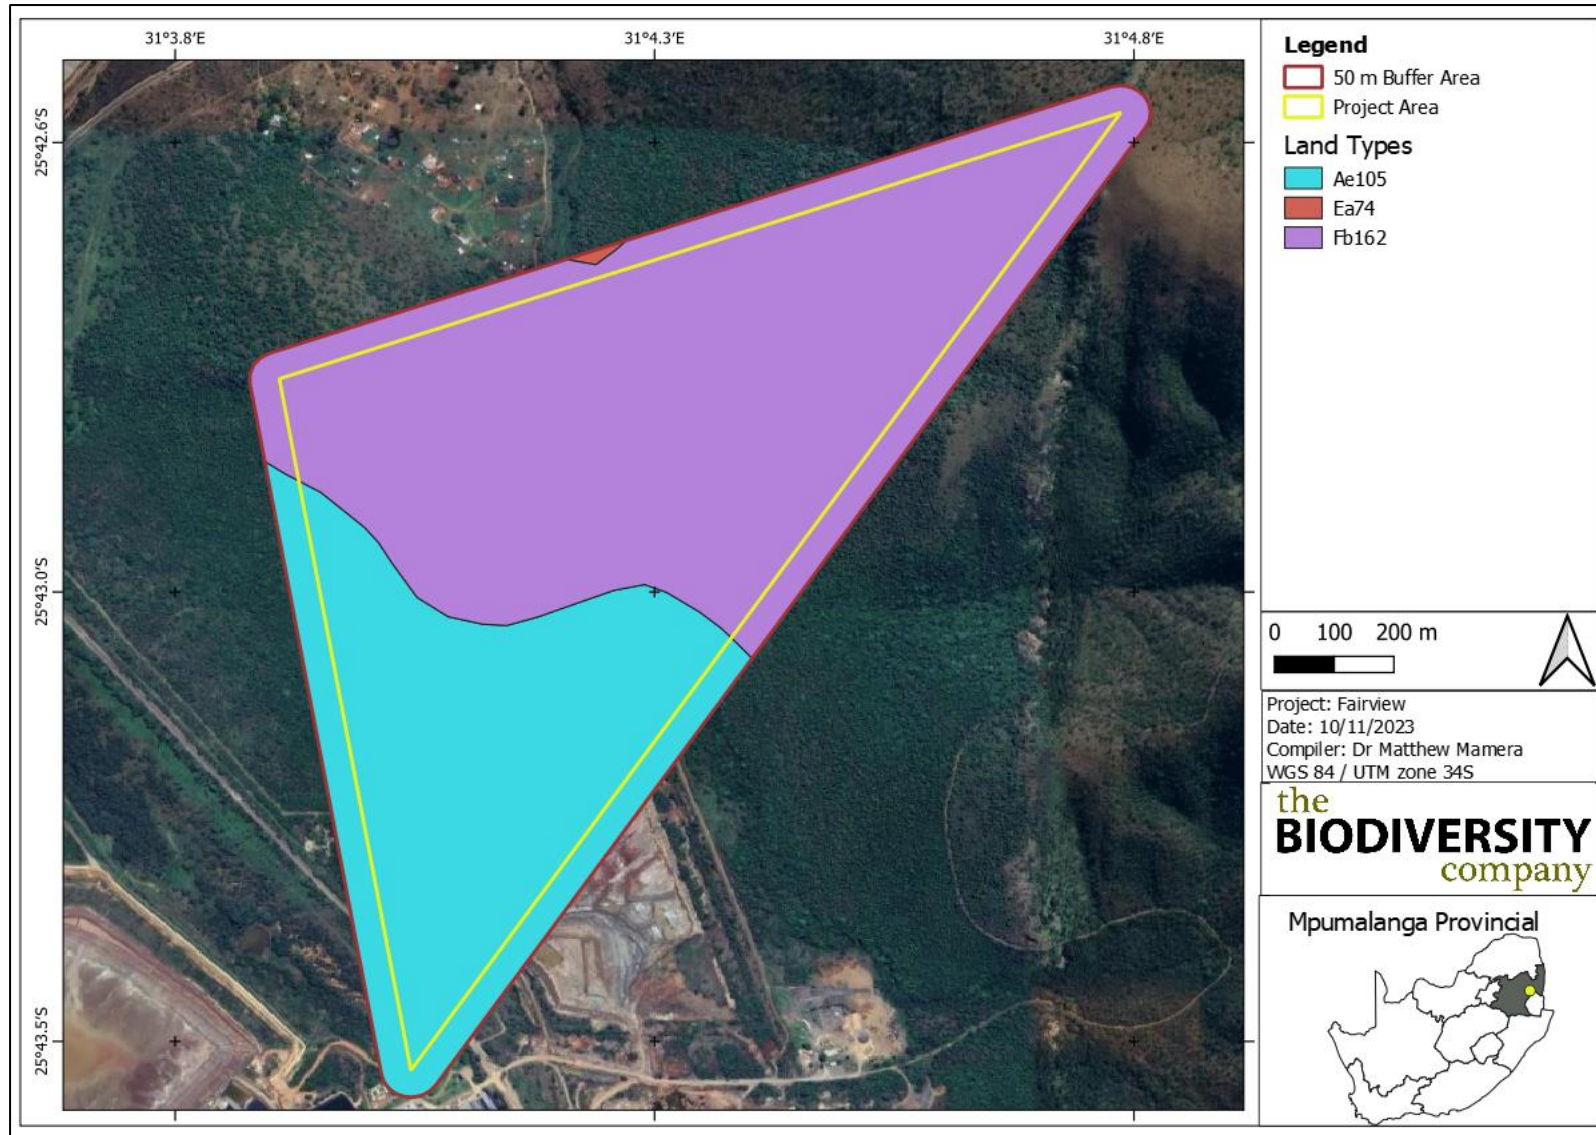 31°3.8'E
31°4.3'E
31°4.8'E
25°42.6'S
25°43.0'S
25°43.5'S
Legend
50 m Buffer Area
Project Area
Land Types
Ae105
Ea74
Fb162
0 100 200 m
Project: Fairview
Date: 10/11/2023
Compiler: Dr Matthew Mamera
WGS 84 / UTM zone 34S
the
BIODIVERSITY
company
Mpumalanga Provincial